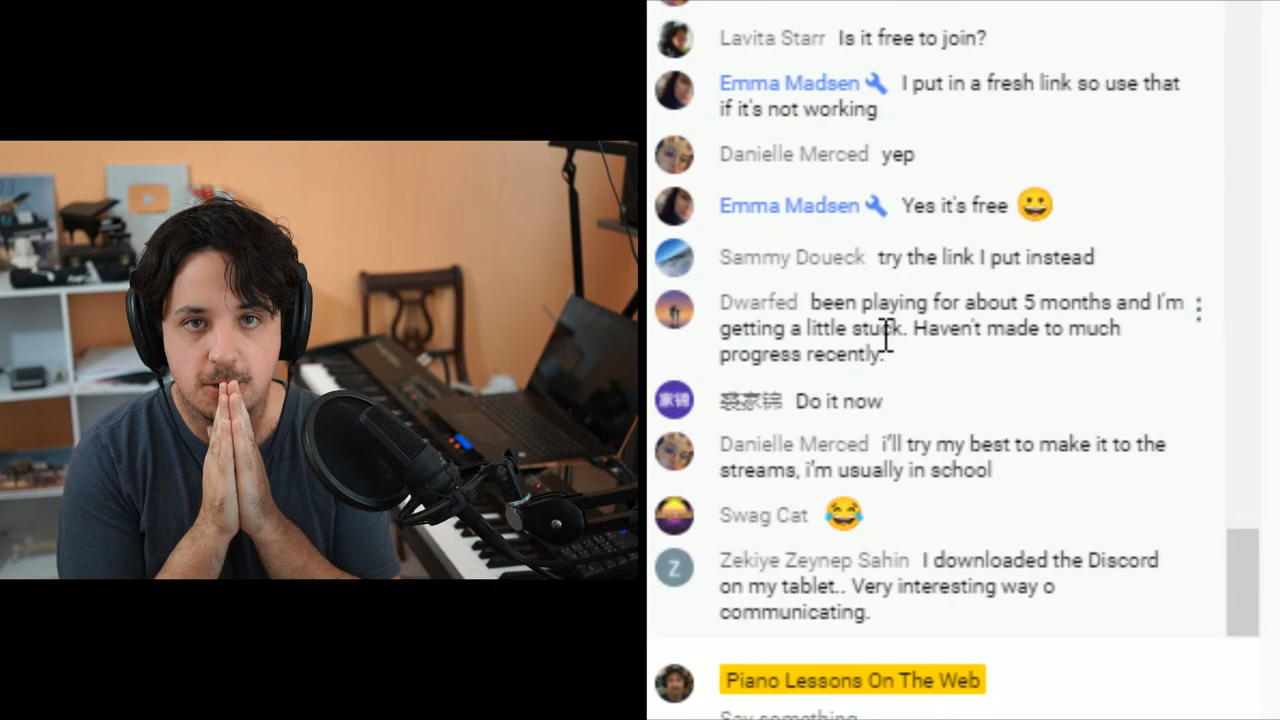 Lavita Starr Is it free to join?
Emma Madsen I put in a fresh link so use that
if it's not working
Danielle Merced yep
Emma Madsen Yes it's free
Sammy Doueck try the link I put instead
Dwarfed been playing for about 5 months and I'm
getting a little stuck. Haven't made to much
progress recently.
家锦 Do it now
Danielle Merced i'll try my best to make it to the
streams, i'm usually in school
Swag Cat
Z Zekiye Zeynep Sahin I downloaded the Discord
on my tablet.. Very interesting way o
communicating.
Piano Lessons On The Web
Say something